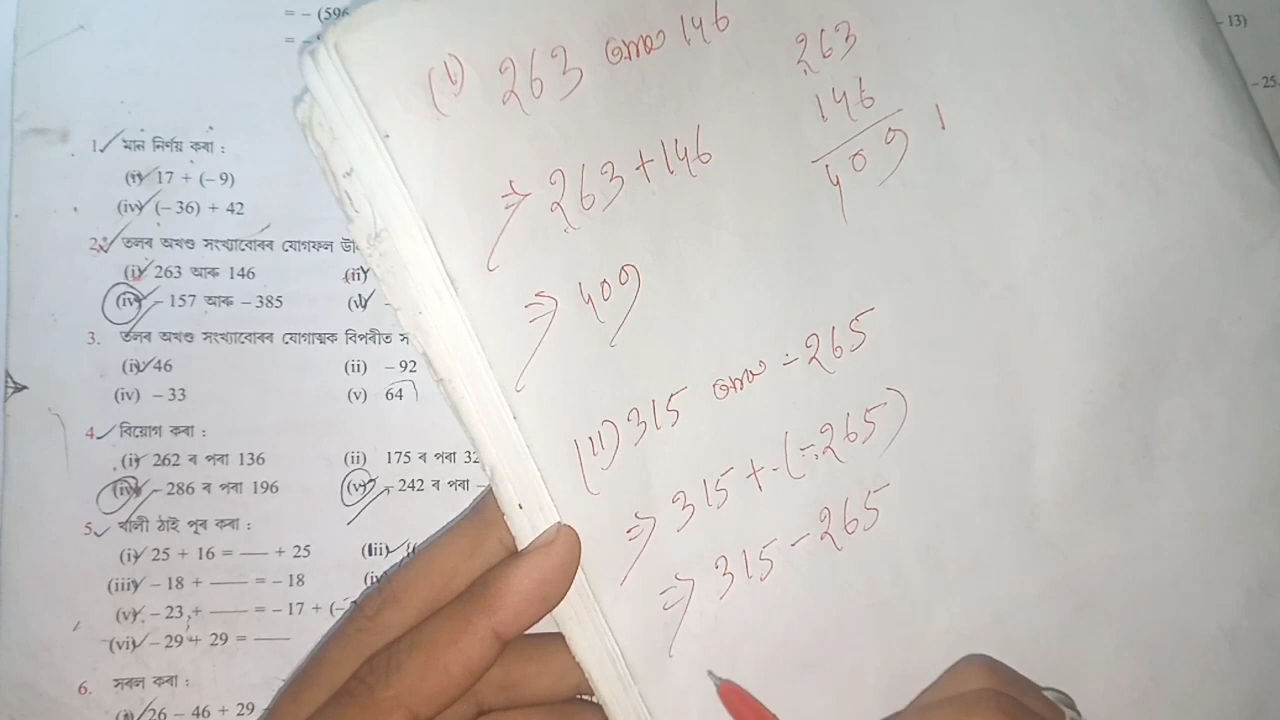 = – (596
= –
– 13)
– 25
1. মান নিৰ্ণয় কৰা :
(i) 17 + (– 9)
(iv) (– 36) + 42
2. তলৰ অখণ্ড সংখ্যাবোৰৰ যোগফল
(i) 263 আৰু 146 (ii)
(iv) – 157 আৰু – 385 (v) –
3. তলৰ অখণ্ড সংখ্যাবোৰৰ যোগাত্মক বিপৰীত
(i) 46 (ii) – 92
(iv) – 33 (v) 64
4. বিয়োগ কৰা :
(i) 262 ৰ পৰা 136 (ii) 175 ৰ পৰা 32
(iv) – 286 ৰ পৰা 196 (v) – 242 ৰ পৰা –
5. খালী ঠাই পূৰ কৰা :
(i) 25 + 16 = — + 25 (ii)
(iii) – 18 + — = – 18 (iv
(v) – 23 + — = – 17 + (–
(vi) – 29 + 29 = —
6. সৰল কৰা :
(i) 26 – 46 + 29
(i) 263 আৰু 146
263
146
409
⇒ 263 + 146
⇒ 409
(ii) 315 আৰু – 265
⇒ 315 + (– 265)
⇒ 315 – 265